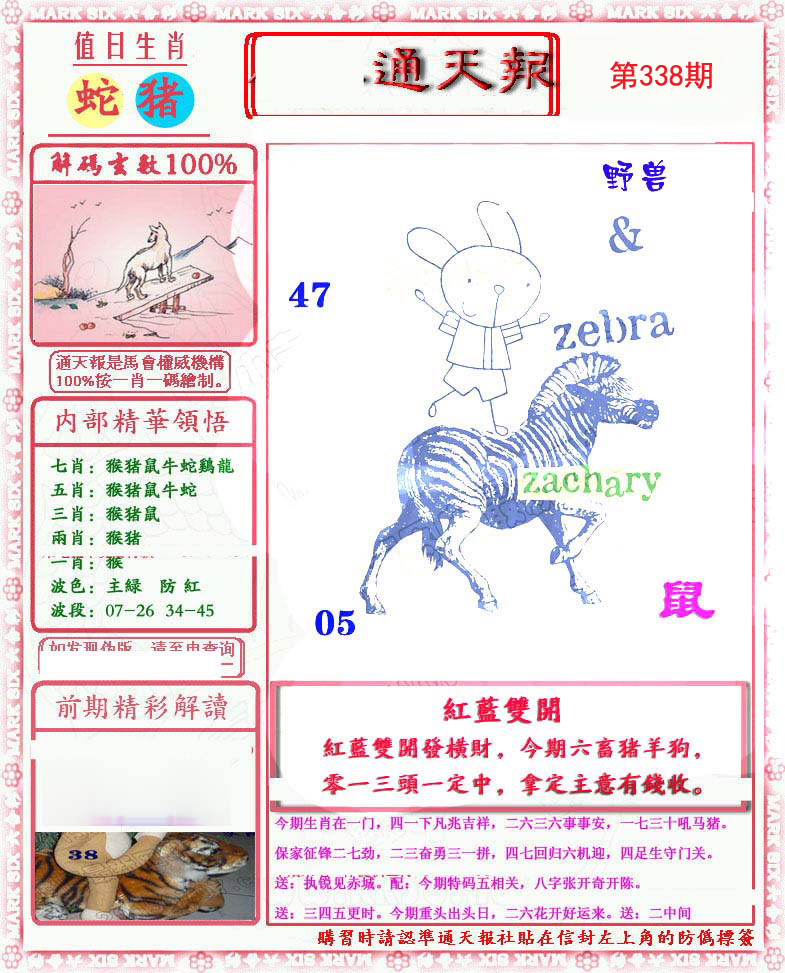 MARK SIX 六合彩
值日生肖
蛇 猪
通天報
第338期
解碼玄數100%
通天報是馬會權威機構
100%按一肖一碼繪制。
内部精華領悟
七肖：猴猪鼠牛蛇鷄龍
五肖：猴猪鼠牛蛇
三肖：猴猪鼠
兩肖：猴猪
一肖：猴
波色：主緑 防紅
波段：07-26 34-45
如发现伪版，请至电查询
前期精彩解讀
38
野兽
&
47
zebra
zachary
鼠
05
紅藍雙開
紅藍雙開發橫財，今期六畜猪羊狗，
零一三頭一定中，拿定主意有錢收。
今期生肖在一门，四一下凡兆吉祥，二六三六事事安，一七三十吼马猪。
保家征锋二七劲，二三奋勇三一拼，四七回归六机迎，四足生守门关。
送：执镜见赤城。配：今期特码五相关，八字张开奇开陈。
送：三四五更时。今期重头出头日，二六花开好运来。送：二中间
購習時請認準通天報社貼在信封左上角的防僞標簽